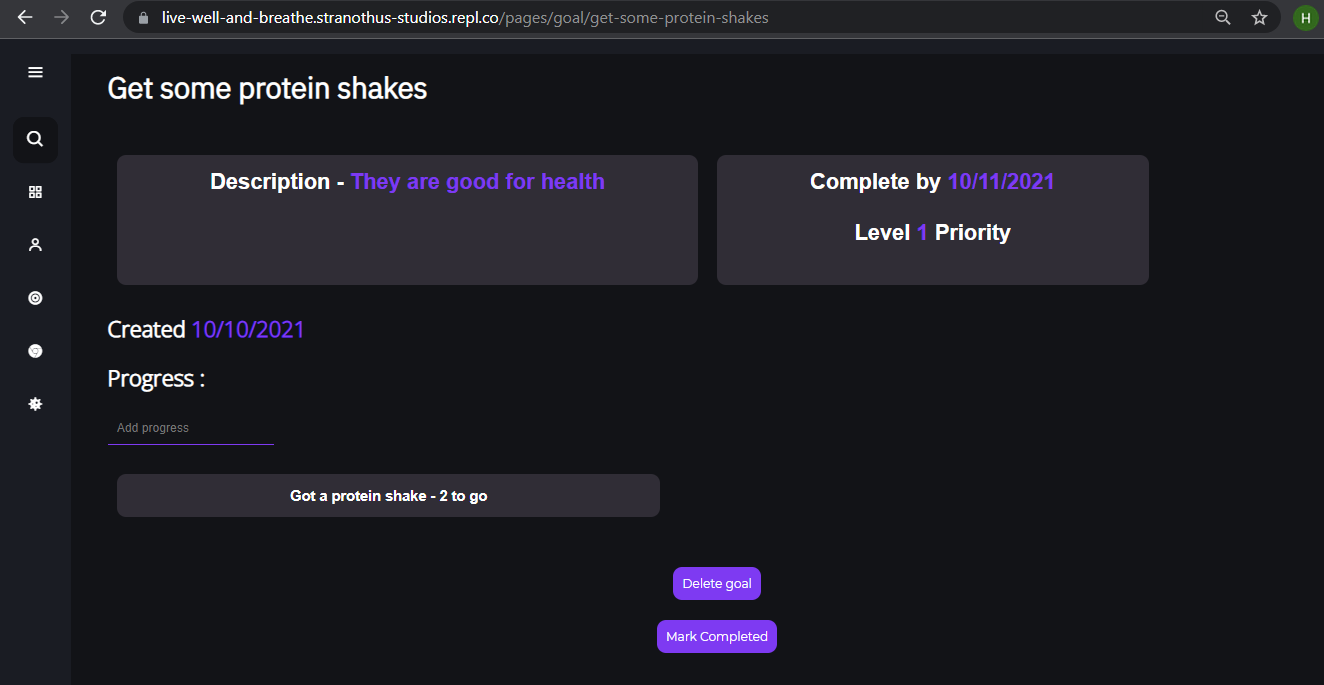 live-well-and-breathe.stranothus-studios.repl.co/pages/goal/get-some-protein-shakes
H
Get some protein shakes
Description - They are good for health
Complete by 10/11/2021
Level 1 Priority
Created 10/10/2021
Progress :
Add progress
Got a protein shake - 2 to go
Delete goal
Mark Completed